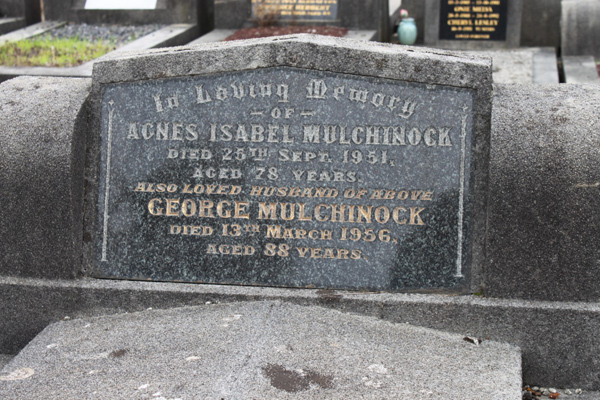 In Loving Memory
— OF —
AGNES ISABEL MULCHINOCK
DIED 25TH SEPT. 1951.
AGED 78 YEARS.
ALSO LOVED HUSBAND OF ABOVE
GEORGE MULCHINOCK
DIED 13TH MARCH 1956,
AGED 88 YEARS.